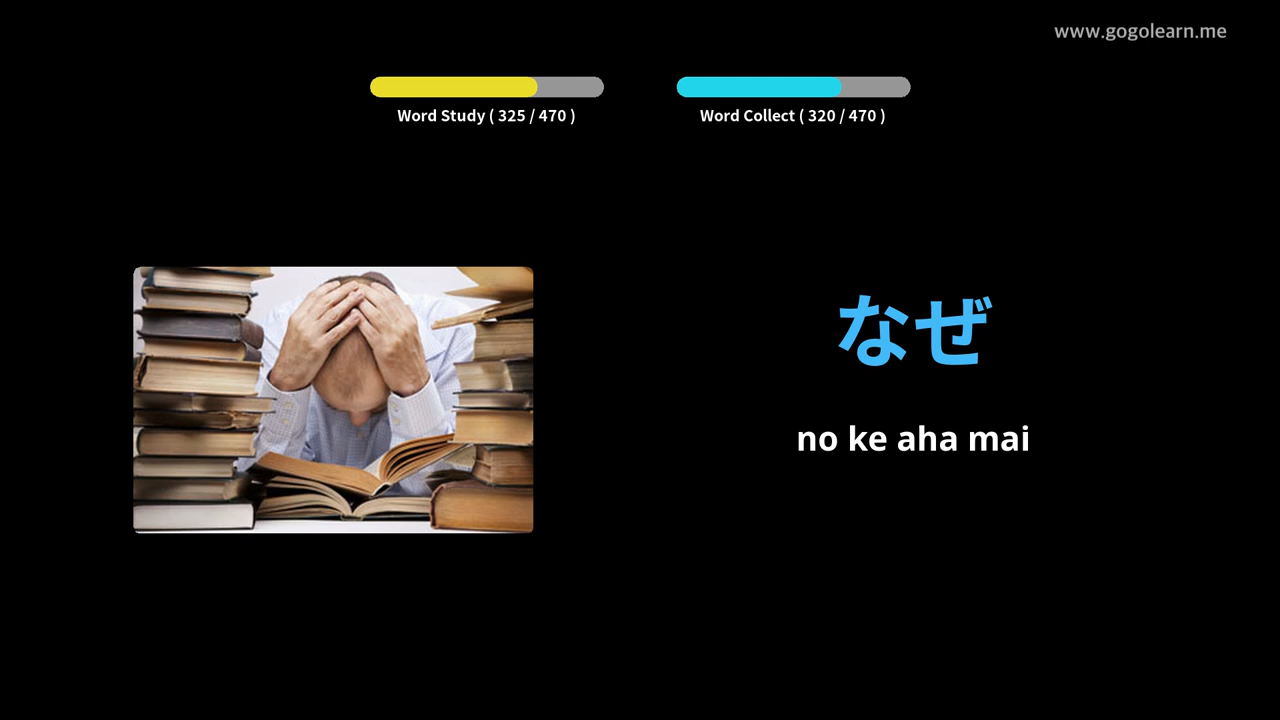 www.gogolearn.me
Word Study ( 325 / 470 )
Word Collect ( 320 / 470 )
なぜ
no ke aha mai